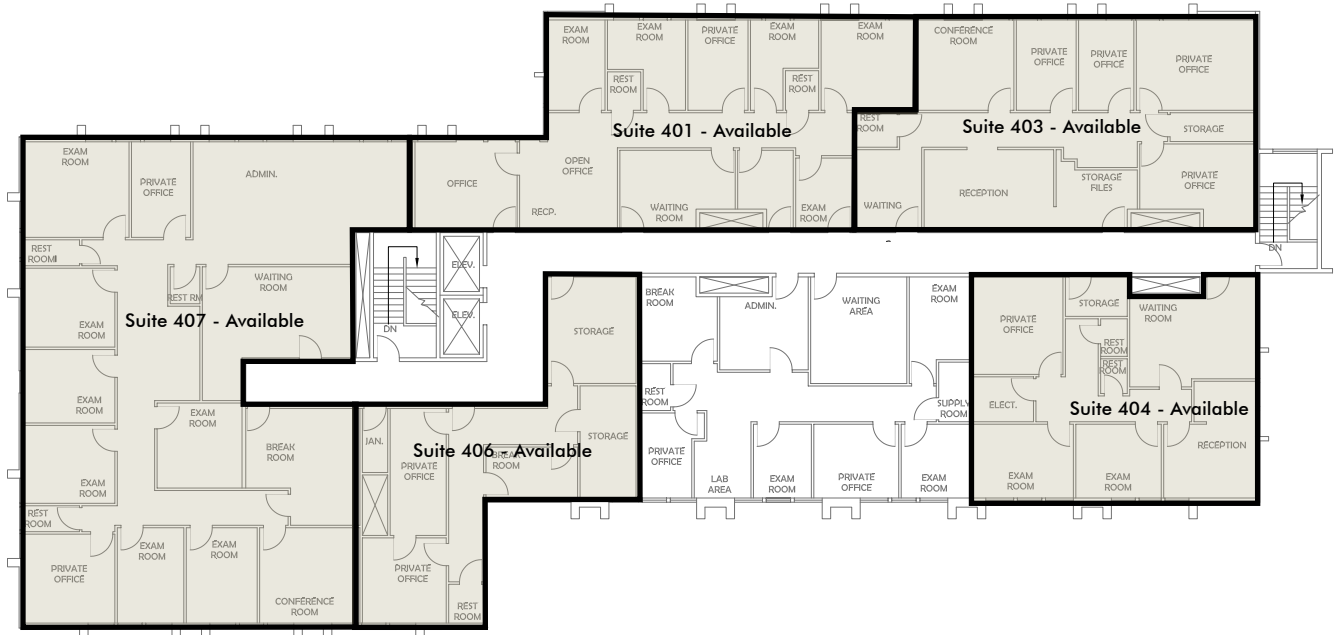 EXAM
ROOM
EXAM
ROOM
PRIVATE
OFFICE
EXAM
ROOM
EXAM
ROOM
REST
ROOM
REST
ROOM
Suite 401 - Available
OPEN
OFFICE
OFFICE
RECP.
WAITING
ROOM
EXAM
ROOM
CONFERENCE
ROOM
PRIVATE
OFFICE
PRIVATE
OFFICE
PRIVATE
OFFICE
REST
ROOM
Suite 403 - Available
STORAGE
RECEPTION
STORAGE
FILES
PRIVATE
OFFICE
WAITING
DN
EXAM
ROOM
PRIVATE
OFFICE
ADMIN.
REST
ROOM
WAITING
ROOM
REST RM
Suite 407 - Available
EXAM
ROOM
EXAM
ROOM
EXAM
ROOM
BREAK
ROOM
EXAM
ROOM
REST
ROOM
PRIVATE
OFFICE
EXAM
ROOM
EXAM
ROOM
CONFERENCE
ROOM
ELEV.
ELEV.
DN
STORAGE
STORAGE
JAN.
Suite 406 - Available
BREAK
ROOM
PRIVATE
OFFICE
PRIVATE
OFFICE
REST
ROOM
BREAK
ROOM
ADMIN.
WAITING
AREA
EXAM
ROOM
REST
ROOM
SUPPLY
ROOM
PRIVATE
OFFICE
LAB
AREA
EXAM
ROOM
PRIVATE
OFFICE
EXAM
ROOM
PRIVATE
OFFICE
STORAGE
WAITING
ROOM
REST
ROOM
REST
ROOM
ELECT.
Suite 404 - Available
RECEPTION
EXAM
ROOM
EXAM
ROOM